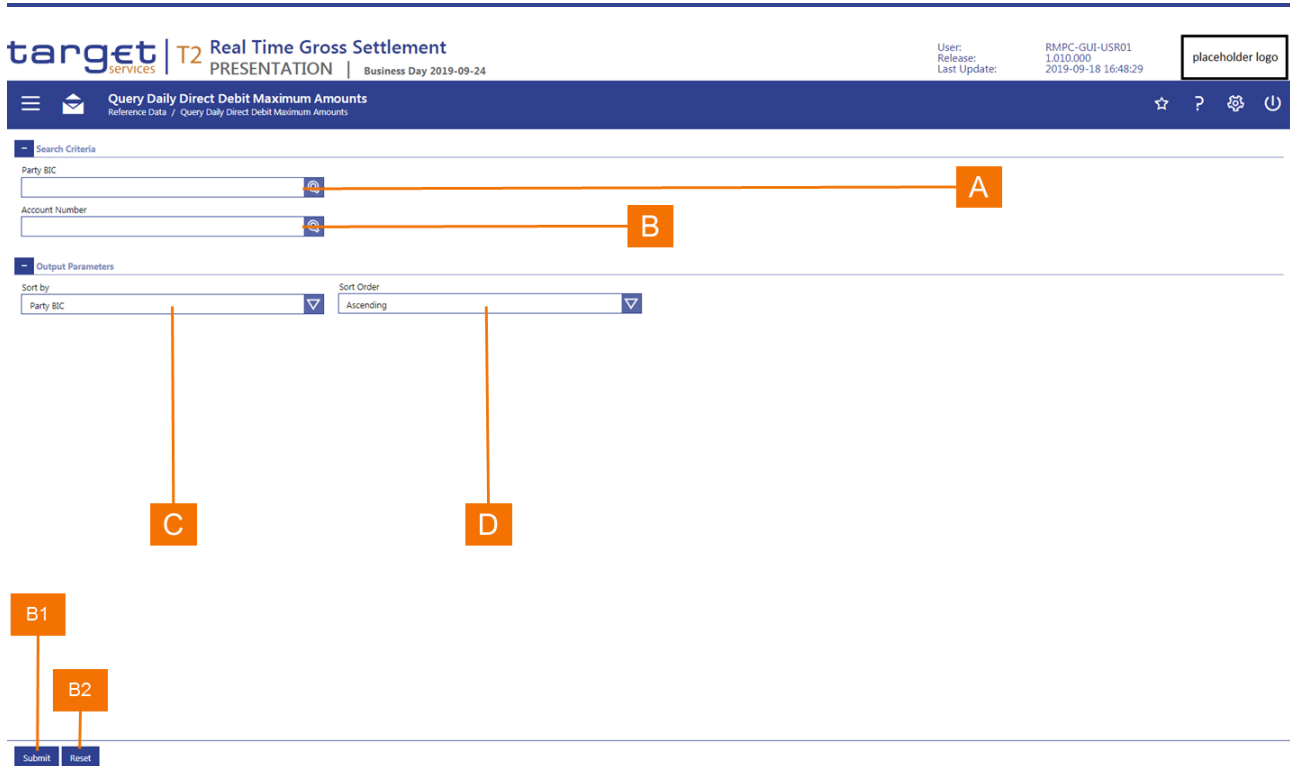 target services | T2 Real Time Gross Settlement
PRESENTATION | Business Day 2019-09-24
User: RMPC-GUI-USR01
Release: 1.010.000
Last Update: 2019-09-18 16:48:29
placeholder logo
Query Daily Direct Debit Maximum Amounts
Reference Data / Query Daily Direct Debit Maximum Amounts
?
Search Criteria
Party BIC
A
Account Number
B
Output Parameters
Sort by
Sort Order
Party BIC
Ascending
C
D
B1
B2
Submit
Reset